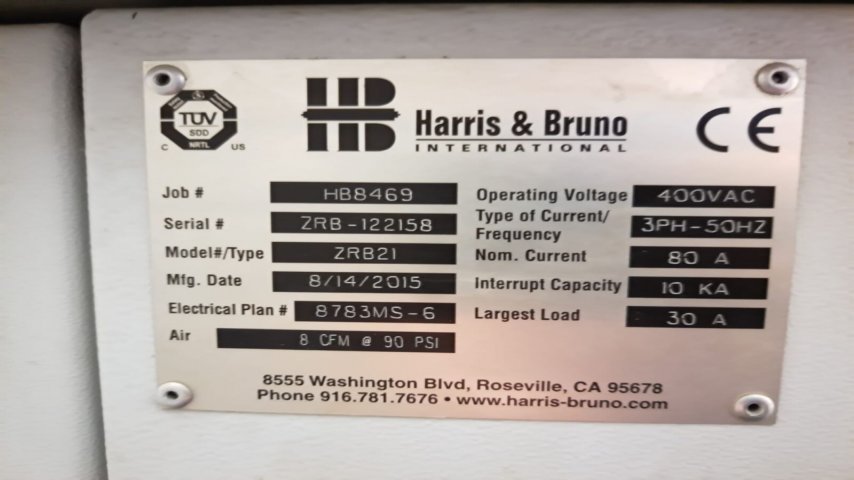 TUV
SDD
NRTL
C US
HB
Harris & Bruno
INTERNATIONAL
CE
Job # HB8469
Serial # ZRB-122158
Model#/Type ZRB21
Mfg. Date 8/14/2015
Electrical Plan # 8783MS-6
Air 8 CFM @ 90 PSI
Operating Voltage 400VAC
Type of Current/
Frequency 3PH-50HZ
Nom. Current 80 A
Interrupt Capacity 10 KA
Largest Load 30 A
8555 Washington Blvd, Roseville, CA 95678
Phone 916.781.7676 • www.harris-bruno.com